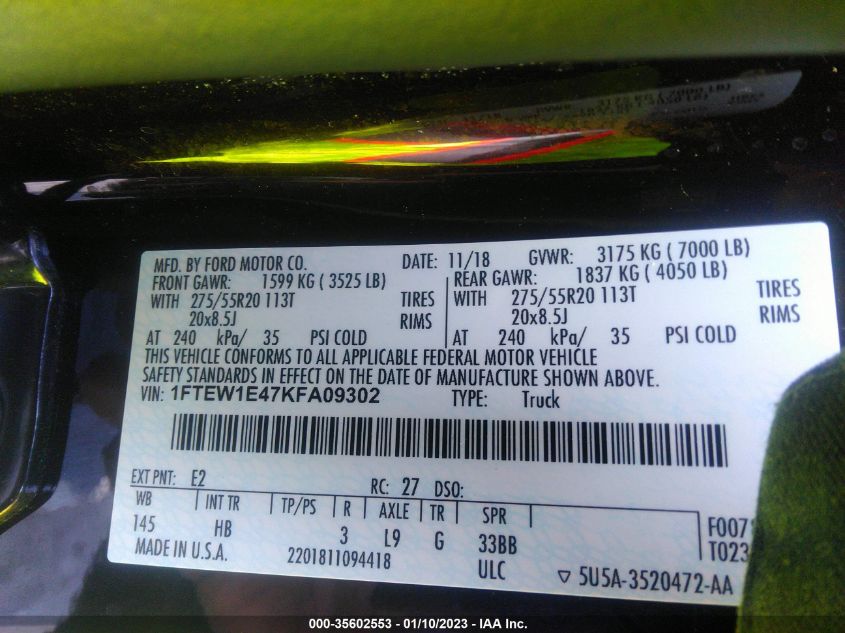 MFD. BY FORD MOTOR CO. DATE: 11/18 GVWR: 3175 KG ( 7000 LB)
FRONT GAWR: 1599 KG ( 3525 LB) REAR GAWR: 1837 KG ( 4050 LB)
WITH 275/55R20 113T TIRES WITH 275/55R20 113T TIRES
20x8.5J RIMS 20x8.5J RIMS
AT 240 kPa/ 35 PSI COLD AT 240 kPa/ 35 PSI COLD
THIS VEHICLE CONFORMS TO ALL APPLICABLE FEDERAL MOTOR VEHICLE
SAFETY STANDARDS IN EFFECT ON THE DATE OF MANUFACTURE SHOWN ABOVE.
VIN: 1FTEW1E47KFA09302 TYPE: Truck
EXT PNT: E2 RC: 27 DSO:
WB INT TR TP/PS R AXLE TR SPR
145 HB 3 L9 G 33BB F007
MADE IN U.S.A. 2201811094418 ULC T023
▽ 5U5A-3520472-AA
000-35602553 — 01/10/2023 — IAA Inc.